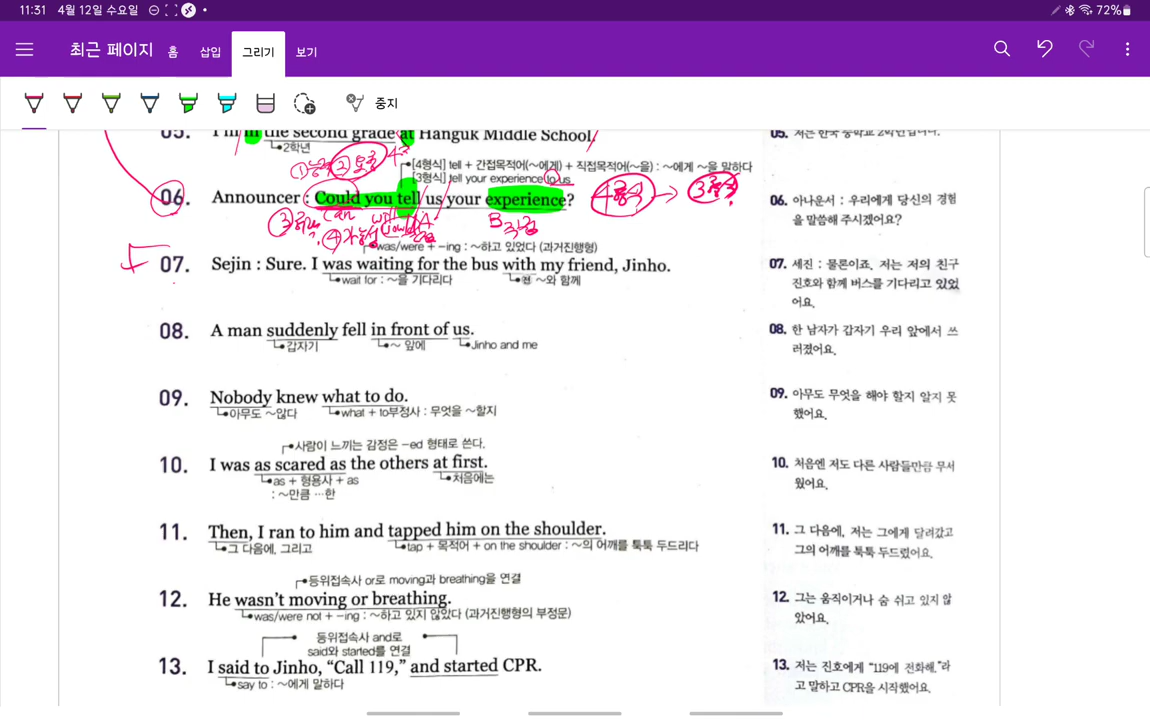 11:31 4월 12일 수요일 72%
최근 페이지 홈 삽입 그리기 보기
중지
05. I'm in the second grade at Hanguk Middle School.
2학년
05. 저는 한국 중학교 2학년입니다.
[4형식] tell + 간접목적어(~에게) + 직접목적어(~을) : ~에게 ~을 말하다
[3형식] tell your experience to us
06. Announcer : Could you tell us your experience?
4형식 → 3형식
can will
would
A
B
③ ④가능성
① ②
06. 아나운서 : 우리에게 당신의 경험
을 말씀해 주시겠어요?
was/were + -ing : ~하고 있었다 (과거진행형)
07. Sejin : Sure. I was waiting for the bus with my friend, Jinho.
wait for : ~을 기다리다
전 ~와 함께
07. 세진 : 물론이죠. 저는 저의 친구
진호와 함께 버스를 기다리고 있었
어요.
08. A man suddenly fell in front of us.
갑자기
~ 앞에
Jinho and me
08. 한 남자가 갑자기 우리 앞에서 쓰
러졌어요.
09. Nobody knew what to do.
아무도 ~않다
what + to부정사 : 무엇을 ~할지
09. 아무도 무엇을 해야 할지 알지 못
했어요.
사람이 느끼는 감정은 -ed 형태로 쓴다.
10. I was as scared as the others at first.
as + 형용사 + as
: ~만큼 …한
처음에는
10. 처음엔 저도 다른 사람들만큼 무서
웠어요.
11. Then, I ran to him and tapped him on the shoulder.
그 다음에, 그리고
tap + 목적어 + on the shoulder : ~의 어깨를 툭툭 두드리다
11. 그 다음에, 저는 그에게 달려갔고
그의 어깨를 툭툭 두드렸어요.
등위접속사 or로 moving과 breathing을 연결
12. He wasn't moving or breathing.
was/were not + -ing : ~하고 있지 않았다 (과거진행형의 부정문)
12. 그는 움직이거나 숨 쉬고 있지 않
았어요.
등위접속사 and로
said와 started를 연결
13. I said to Jinho, “Call 119,” and started CPR.
say to : ~에게 말하다
13. 저는 진호에게 “119에 전화해.”라
고 말하고 CPR을 시작했어요.